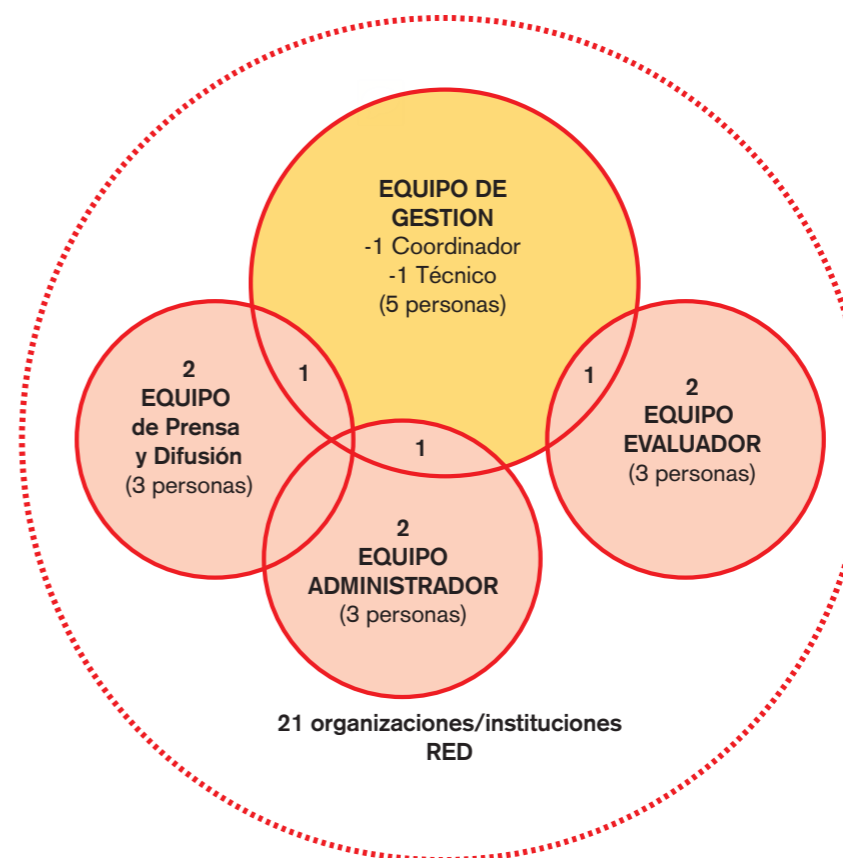 EQUIPO DE
GESTION
-1 Coordinador
-1 Técnico
(5 personas)
1
1
1
2
EQUIPO
de Prensa
y Difusión
(3 personas)
2
EQUIPO
EVALUADOR
(3 personas)
2
EQUIPO
ADMINISTRADOR
(3 personas)
21 organizaciones/instituciones
RED